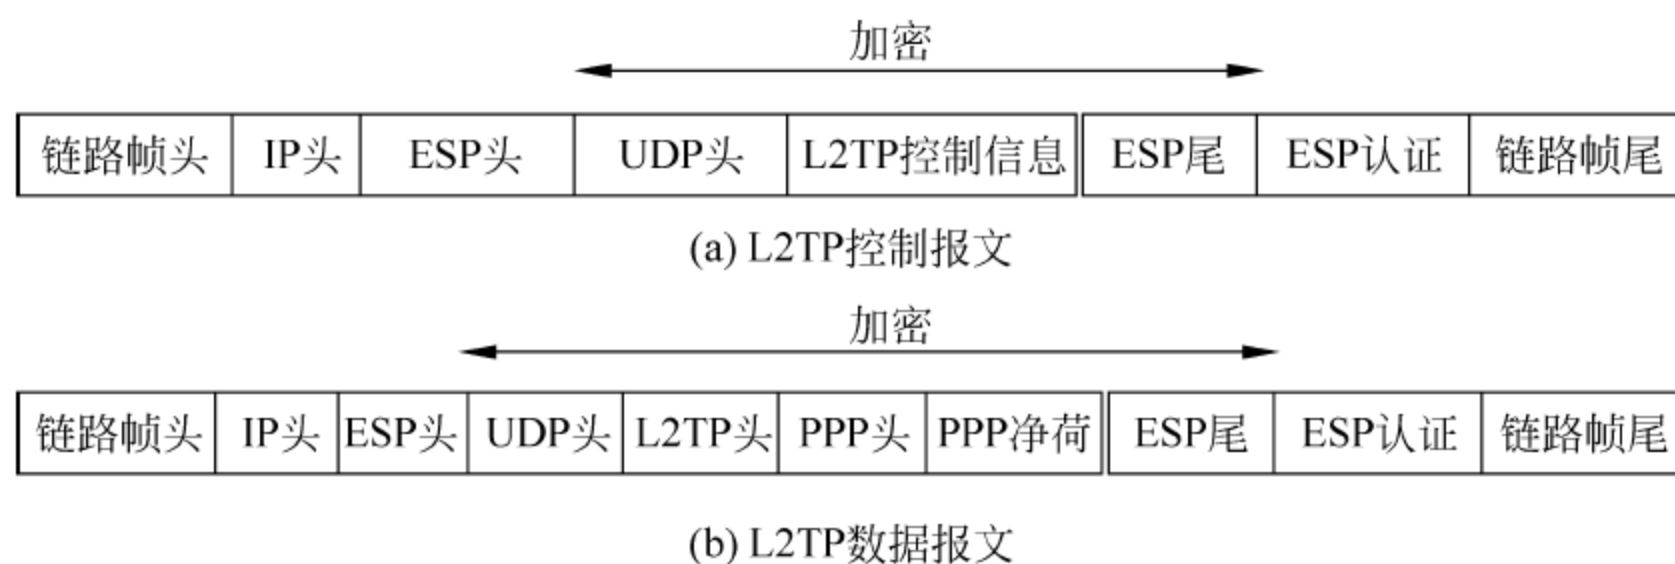 加密
链路帧头 IP头 ESP头 UDP头 L2TP控制信息 ESP尾 ESP认证 链路帧尾
(a) L2TP控制报文
加密
链路帧头 IP头 ESP头 UDP头 L2TP头 PPP头 PPP净荷 ESP尾 ESP认证 链路帧尾
(b) L2TP数据报文